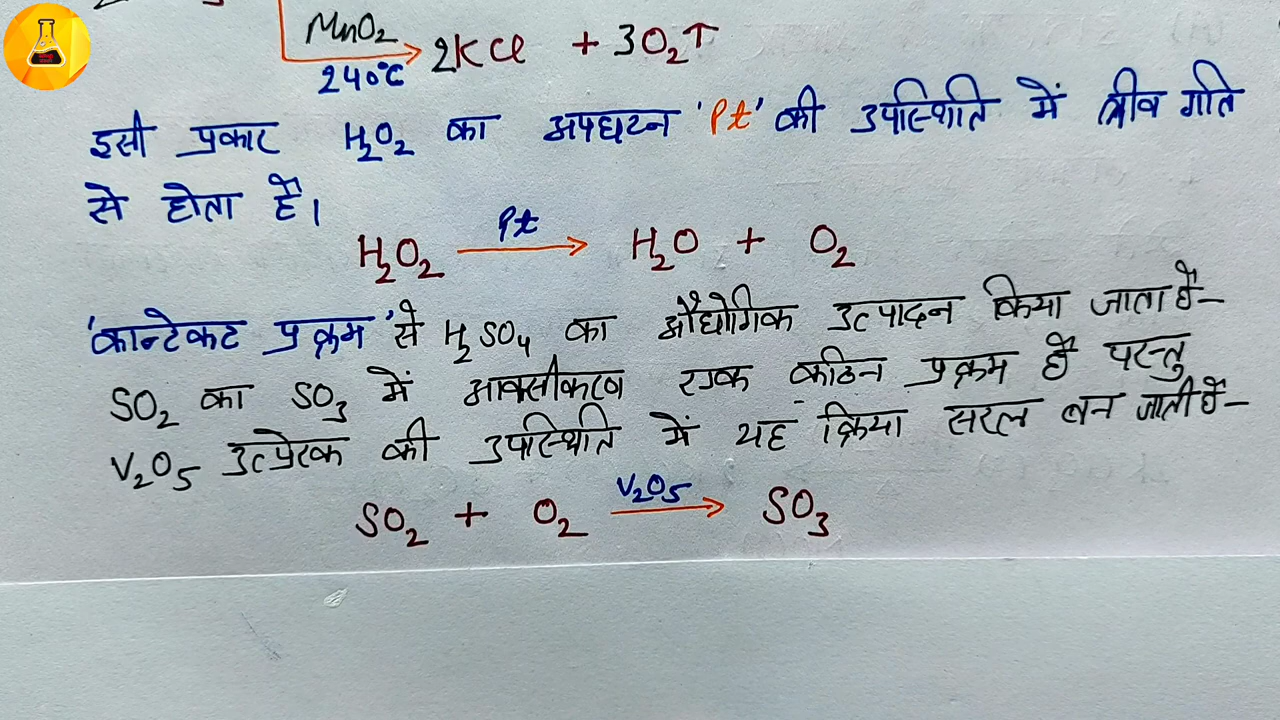 MnO₂
240°C
2KCl + 3O₂↑
इसी प्रकार H₂O₂ का अपघटन 'Pt' की उपस्थिति में तीव्र गति
से होता है।
Pt
H₂O₂ → H₂O + O₂
'कान्टेक्ट प्रक्रम' से H₂SO₄ का औद्योगिक उत्पादन किया जाता है-
SO₂ का SO₃ में आक्सीकरण एक कठिन प्रक्रम है परन्तु
V₂O₅ उत्प्रेरक की उपस्थिति में यह क्रिया सरल बन जाती है-
V₂O₅
SO₂ + O₂ → SO₃